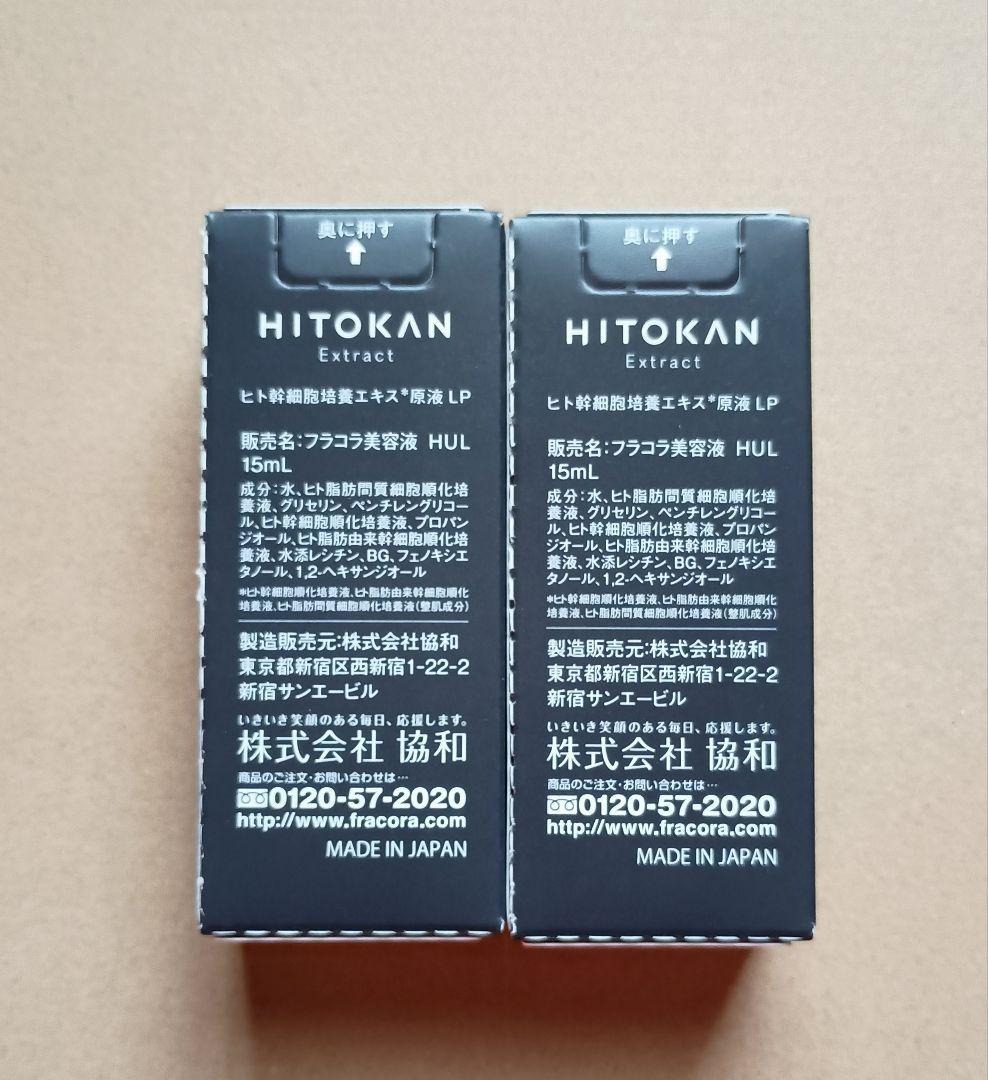 奥に押す
HITOKAN
Extract
ヒト幹細胞培養エキス*原液 LP
販売名:フラコラ美容液 HUL
15mL
成分:水、ヒト脂肪間質細胞順化培
養液、グリセリン、ペンチレングリコー
ル、ヒト幹細胞順化培養液、プロパン
ジオール、ヒト脂肪由来幹細胞順化培
養液、水添レシチン、BG、フェノキシエ
タノール、1,2-ヘキサンジオール
*ヒト幹細胞順化培養液、ヒト脂肪由来幹細胞順化
培養液、ヒト脂肪間質細胞順化培養液(整肌成分)
製造販売元:株式会社協和
東京都新宿区西新宿1-22-2
新宿サンエービル
いきいき笑顔のある毎日、応援します。
株式会社 協和
商品のご注文・お問い合わせは…
0120-57-2020
http://www.fracora.com
MADE IN JAPAN
奥に押す
HITOKAN
Extract
ヒト幹細胞培養エキス*原液 LP
販売名:フラコラ美容液 HUL
15mL
成分:水、ヒト脂肪間質細胞順化培
養液、グリセリン、ペンチレングリコー
ル、ヒト幹細胞順化培養液、プロパン
ジオール、ヒト脂肪由来幹細胞順化培
養液、水添レシチン、BG、フェノキシエ
タノール、1,2-ヘキサンジオール
*ヒト幹細胞順化培養液、ヒト脂肪由来幹細胞順化
培養液、ヒト脂肪間質細胞順化培養液(整肌成分)
製造販売元:株式会社協和
東京都新宿区西新宿1-22-2
新宿サンエービル
いきいき笑顔のある毎日、応援します。
株式会社 協和
商品のご注文・お問い合わせは…
0120-57-2020
http://www.fracora.com
MADE IN JAPAN